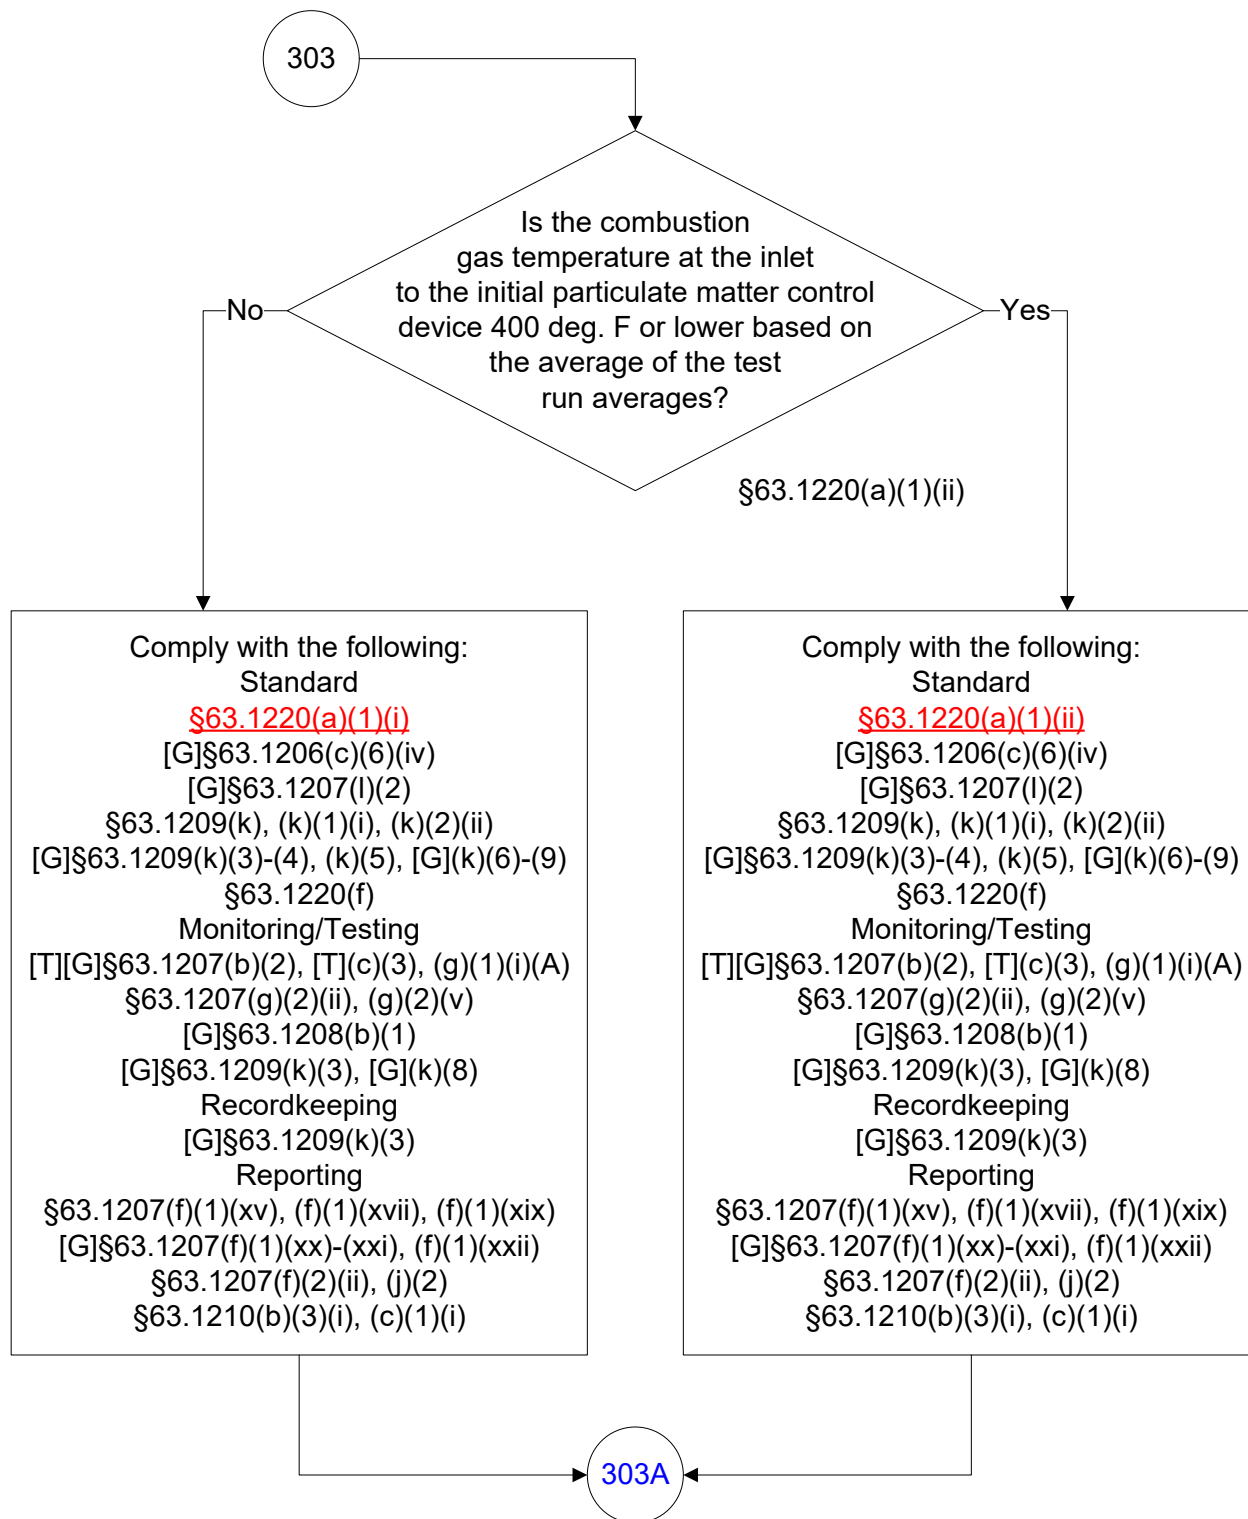 303
Is the combustion
gas temperature at the inlet
to the initial particulate matter control
device 400 deg. F or lower based on
the average of the test
run averages?
No
Yes
§63.1220(a)(1)(ii)
Comply with the following:
Standard
§63.1220(a)(1)(i)
[G]§63.1206(c)(6)(iv)
[G]§63.1207(l)(2)
§63.1209(k), (k)(1)(i), (k)(2)(ii)
[G]§63.1209(k)(3)-(4), (k)(5), [G](k)(6)-(9)
§63.1220(f)
Monitoring/Testing
[T][G]§63.1207(b)(2), [T](c)(3), (g)(1)(i)(A)
§63.1207(g)(2)(ii), (g)(2)(v)
[G]§63.1208(b)(1)
[G]§63.1209(k)(3), [G](k)(8)
Recordkeeping
[G]§63.1209(k)(3)
Reporting
§63.1207(f)(1)(xv), (f)(1)(xvii), (f)(1)(xix)
[G]§63.1207(f)(1)(xx)-(xxi), (f)(1)(xxii)
§63.1207(f)(2)(ii), (j)(2)
§63.1210(b)(3)(i), (c)(1)(i)
Comply with the following:
Standard
§63.1220(a)(1)(ii)
[G]§63.1206(c)(6)(iv)
[G]§63.1207(l)(2)
§63.1209(k), (k)(1)(i), (k)(2)(ii)
[G]§63.1209(k)(3)-(4), (k)(5), [G](k)(6)-(9)
§63.1220(f)
Monitoring/Testing
[T][G]§63.1207(b)(2), [T](c)(3), (g)(1)(i)(A)
§63.1207(g)(2)(ii), (g)(2)(v)
[G]§63.1208(b)(1)
[G]§63.1209(k)(3), [G](k)(8)
Recordkeeping
[G]§63.1209(k)(3)
Reporting
§63.1207(f)(1)(xv), (f)(1)(xvii), (f)(1)(xix)
[G]§63.1207(f)(1)(xx)-(xxi), (f)(1)(xxii)
§63.1207(f)(2)(ii), (j)(2)
§63.1210(b)(3)(i), (c)(1)(i)
303A